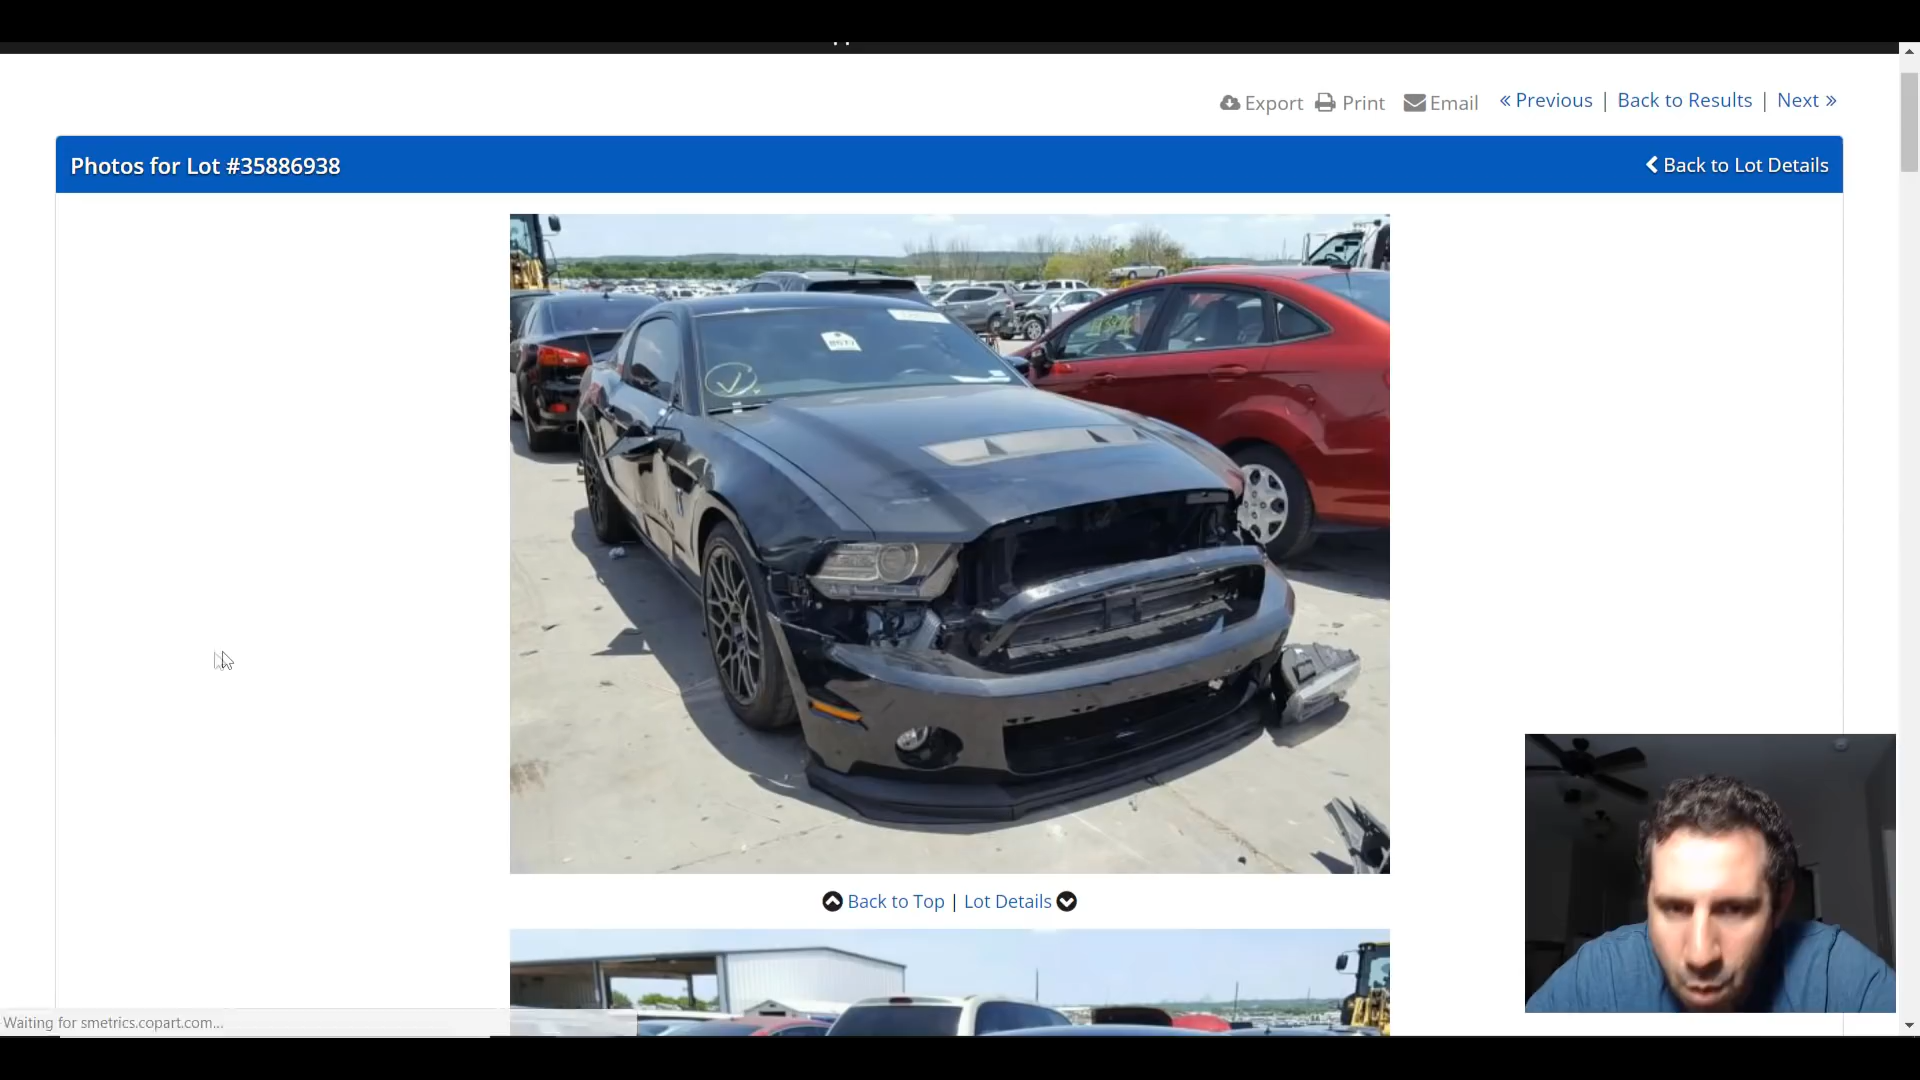 Export Print Email « Previous | Back to Results | Next »
Photos for Lot #35886938
Back to Lot Details
Back to Top | Lot Details
Waiting for smetrics.copart.com...